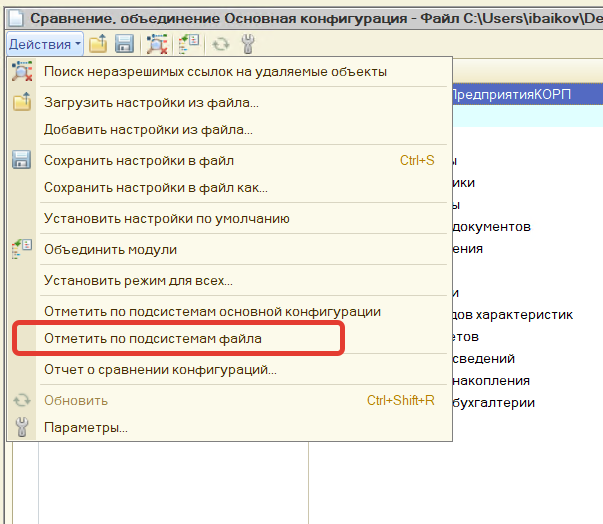 Сравнение, объединение Основная конфигурация - Файл C:\Users\ibaikov\De
Действия
Поиск неразрешимых ссылок на удаляемые объекты
ПредприятияКОРП
Загрузить настройки из файла...
Добавить настройки из файла...
Сохранить настройки в файл Ctrl+S
Сохранить настройки в файл как...
Установить настройки по умолчанию
документов
Объединить модули
Установить режим для всех...
Отметить по подсистемам основной конфигурации
дов характеристик
Отметить по подсистемам файла
етов
сведений
Отчет о сравнении конфигураций...
накопления
Обновить Ctrl+Shift+R
бухгалтерии
Параметры...